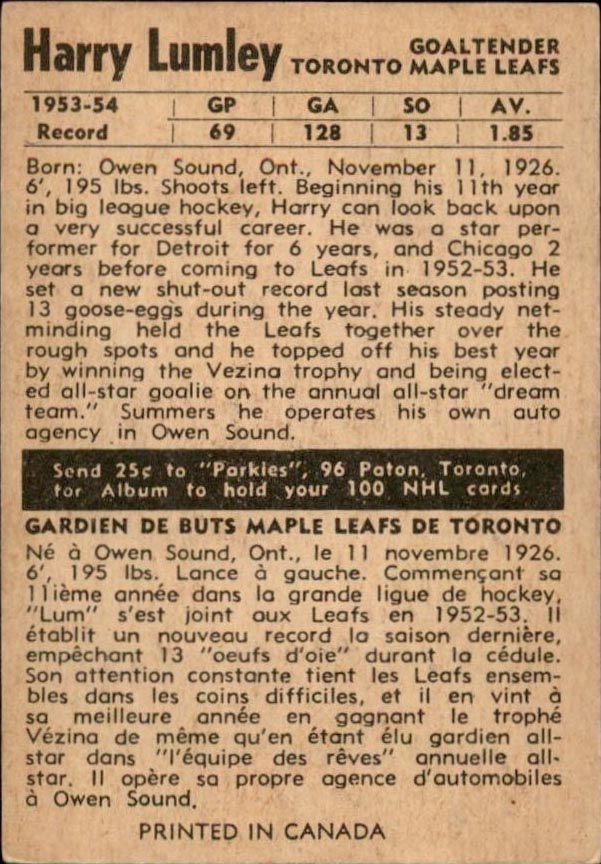 Harry Lumley GOALTENDER
TORONTO MAPLE LEAFS
1953-54 | GP | GA | SO | AV.
Record | 69 | 128 | 13 | 1.85
Born: Owen Sound, Ont., November 11, 1926.
6', 195 lbs. Shoots left. Beginning his 11th year
in big league hockey, Harry can look back upon
a very successful career. He was a star per-
former for Detroit for 6 years, and Chicago 2
years before coming to Leafs in 1952-53. He
set a new shut-out record last season posting
13 goose-eggs during the year. His steady net-
minding held the Leafs together over the
rough spots and he topped off his best year
by winning the Vezina trophy and being elect-
ed all-star goalie on the annual all-star "dream
team." Summers he operates his own auto
agency in Owen Sound.
Send 25¢ to "Parkies", 96 Paton, Toronto,
for Album to hold your 100 NHL cards
GARDIEN DE BUTS MAPLE LEAFS DE TORONTO
Né à Owen Sound, Ont., le 11 novembre 1926.
6', 195 lbs. Lance à gauche. Commençant sa
11ième année dans la grande ligue de hockey,
"Lum" s'est joint aux Leafs en 1952-53. Il
établit un nouveau record la saison dernière,
empêchant 13 "oeufs d'oie" durant la cédule.
Son attention constante tient les Leafs ensem-
bles dans les coins difficiles, et il en vint à
sa meilleure année en gagnant le trophé
Vézina de même qu'en étant élu gardien all-
star dans "l'équipe des rêves" annuelle all-
star. Il opère sa propre agence d'automobiles
à Owen Sound.
PRINTED IN CANADA